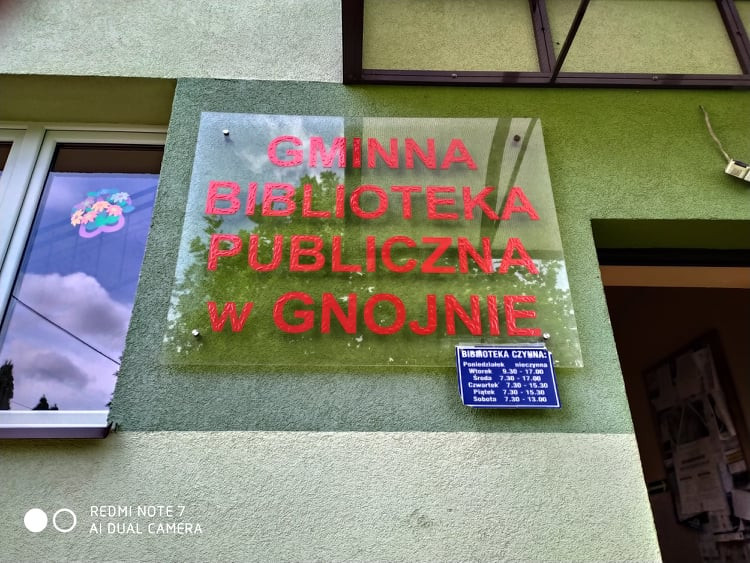 GMINNA
BIBLIOTEKA
PUBLICZNA
w GNOJNIE
BIBLIOTEKA CZYNNA:
Poniedziałek nieczynna
Wtorek 9.30 - 17.00
Środa 7.30 - 17.00
Czwartek 7.30 - 15.30
Piątek 7.30 - 15.30
Sobota 7.30 - 13.00
REDMI NOTE 7
AI DUAL CAMERA